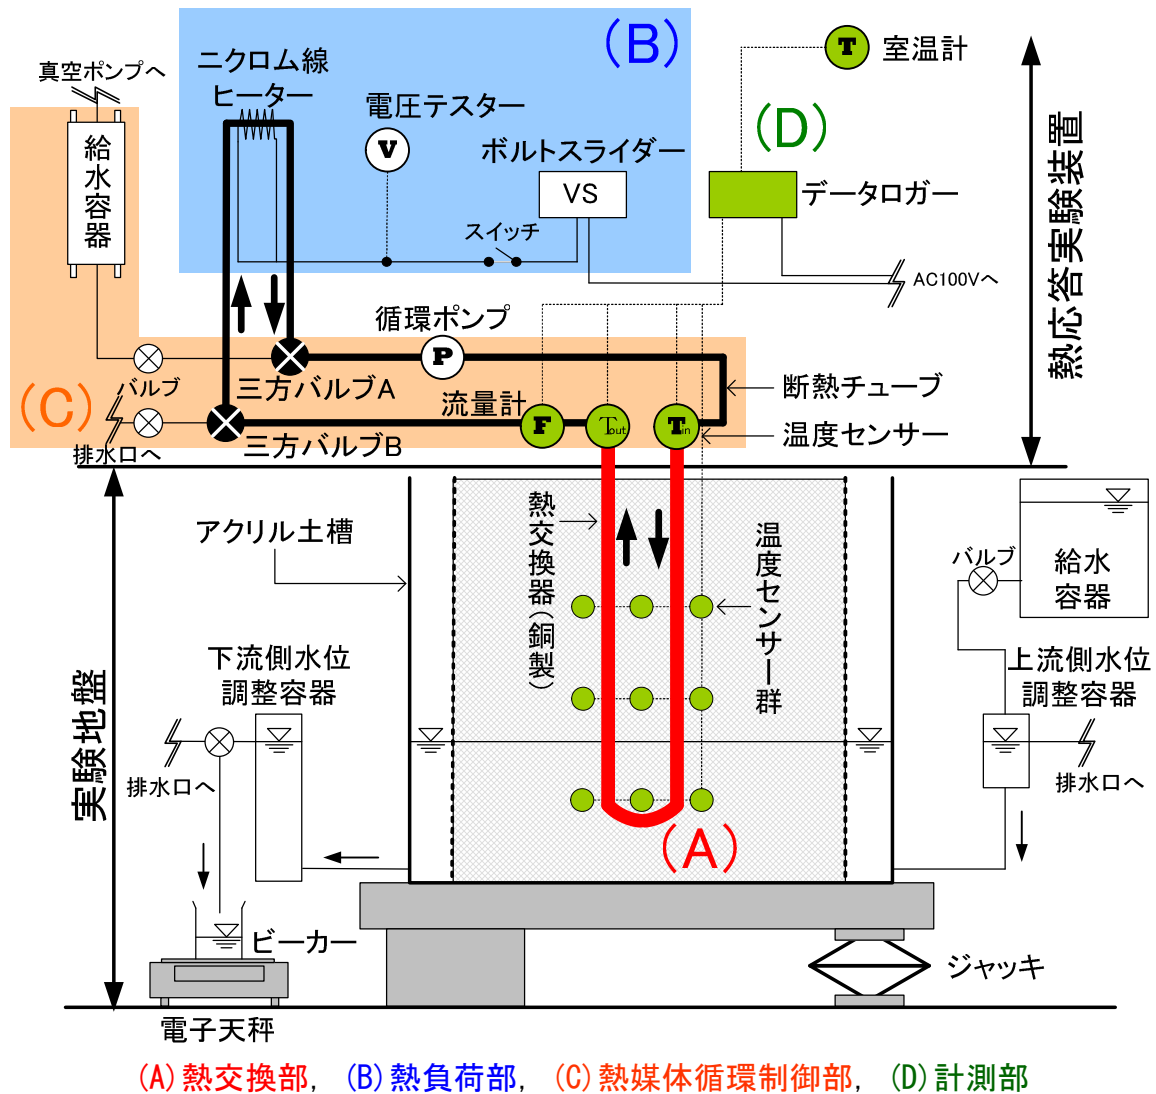 (B)
T
室温計
真空ポンプへ
ニクロム線
ヒーター
電圧テスター
V
ボルトスライダー
VS
(D)
データロガー
給水容器
スイッチ
AC100Vへ
熱応答実験装置
循環ポンプ
P
バルブ
三方バルブA
断熱チューブ
(C)
流量計
F
Tout
Tin
温度センサー
排水口へ
三方バルブB
熱交換器(銅製)
アクリル土槽
温度センサー群
バルブ
給水
容器
下流側水位
調整容器
上流側水位
調整容器
実験地盤
排水口へ
排水口へ
(A)
ビーカー
ジャッキ
電子天秤
(A)熱交換部, (B)熱負荷部, (C)熱媒体循環制御部, (D)計測部